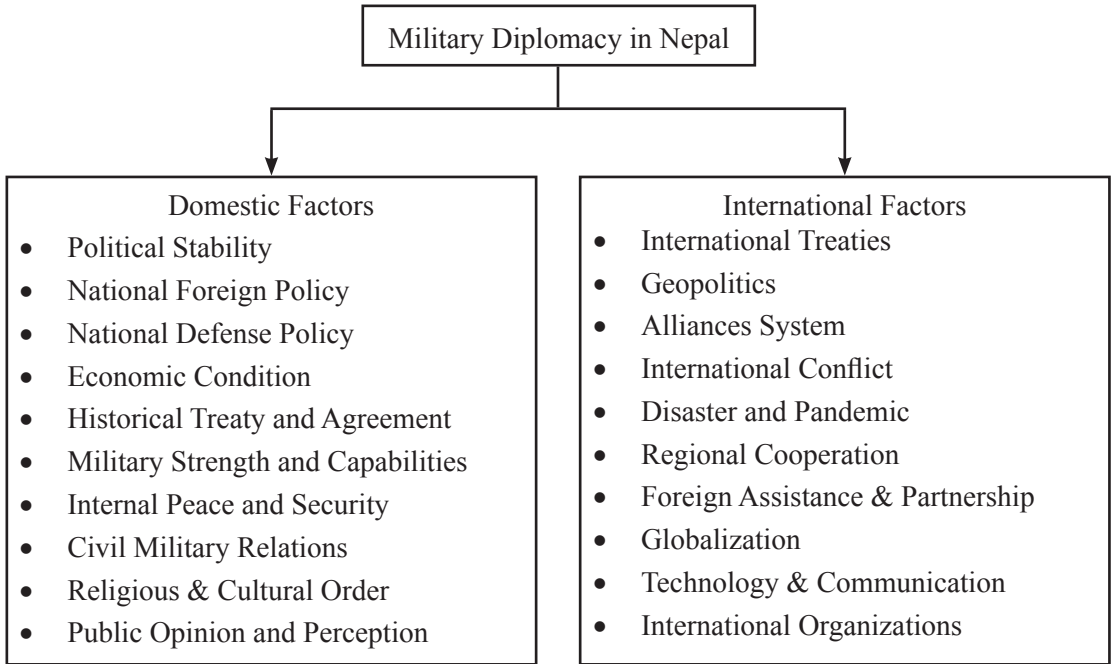 Military Diplomacy in Nepal
Domestic Factors
• Political Stability
• National Foreign Policy
• National Defense Policy
• Economic Condition
• Historical Treaty and Agreement
• Military Strength and Capabilities
• Internal Peace and Security
• Civil Military Relations
• Religious & Cultural Order
• Public Opinion and Perception
International Factors
• International Treaties
• Geopolitics
• Alliances System
• International Conflict
• Disaster and Pandemic
• Regional Cooperation
• Foreign Assistance & Partnership
• Globalization
• Technology & Communication
• International Organizations